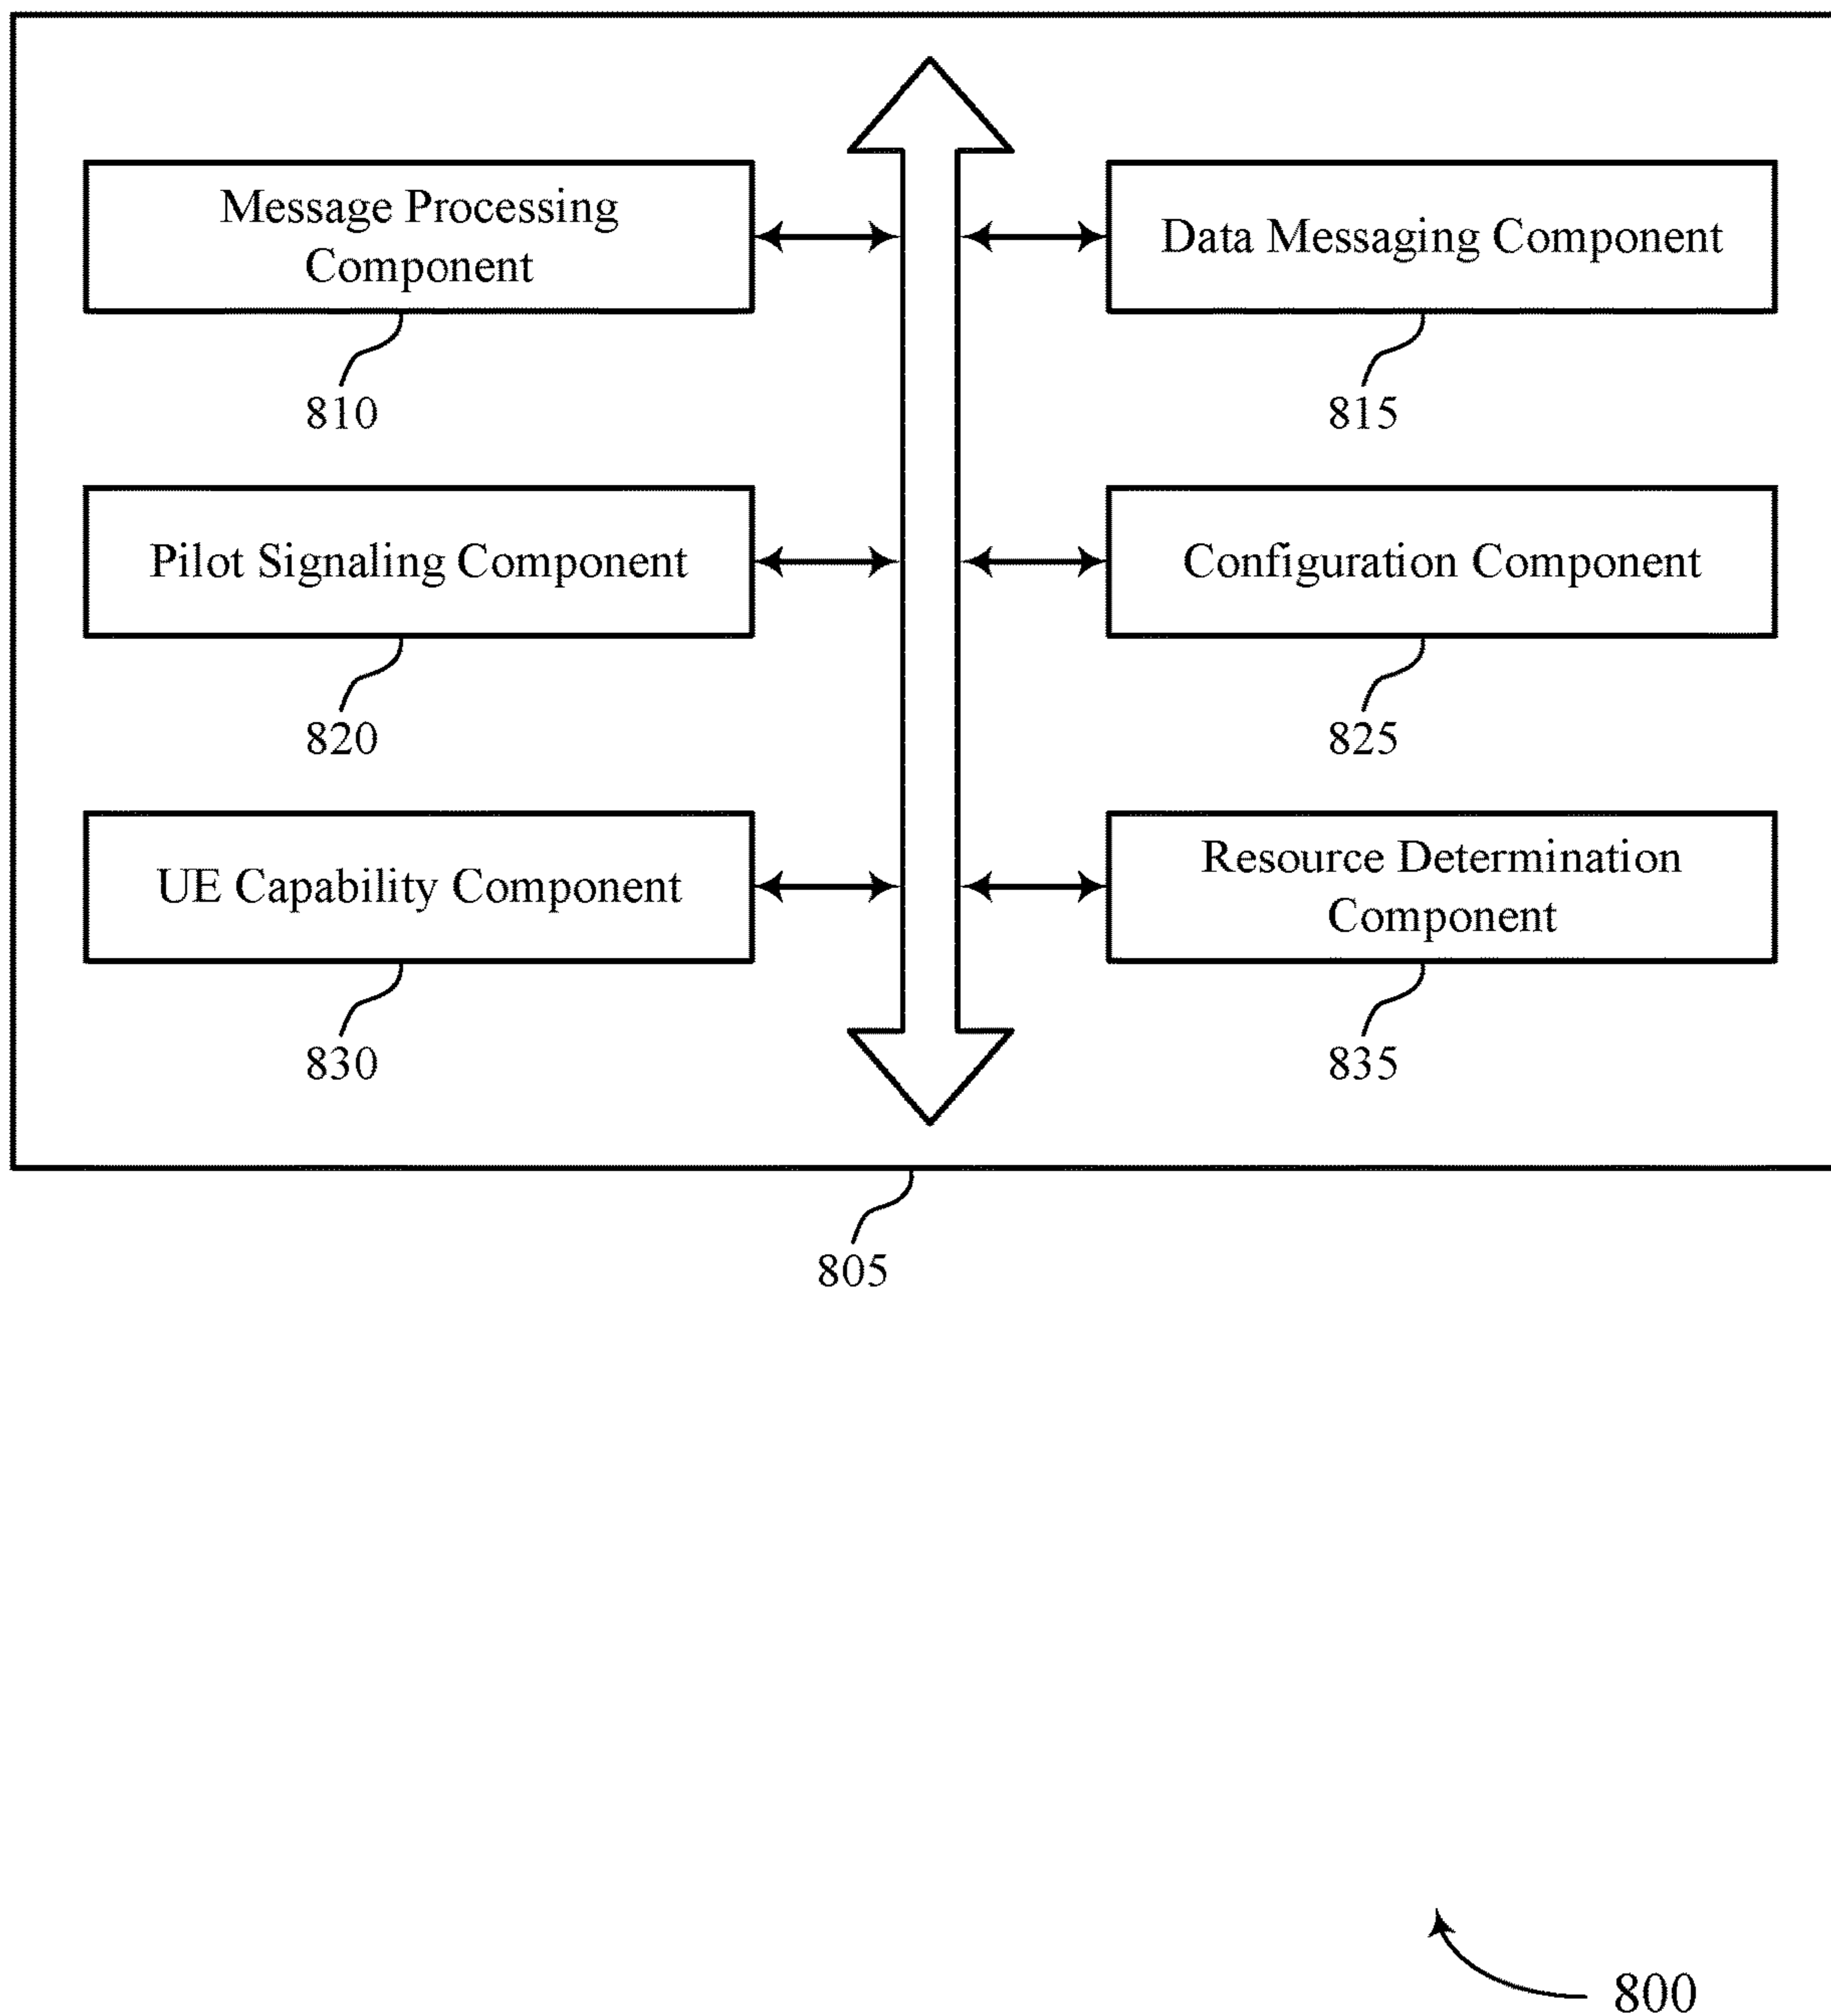 Message Processing
Component
810
Data Messaging Component
815
Pilot Signaling Component
820
Configuration Component
825
UE Capability Component
830
Resource Determination
Component
835
805
800